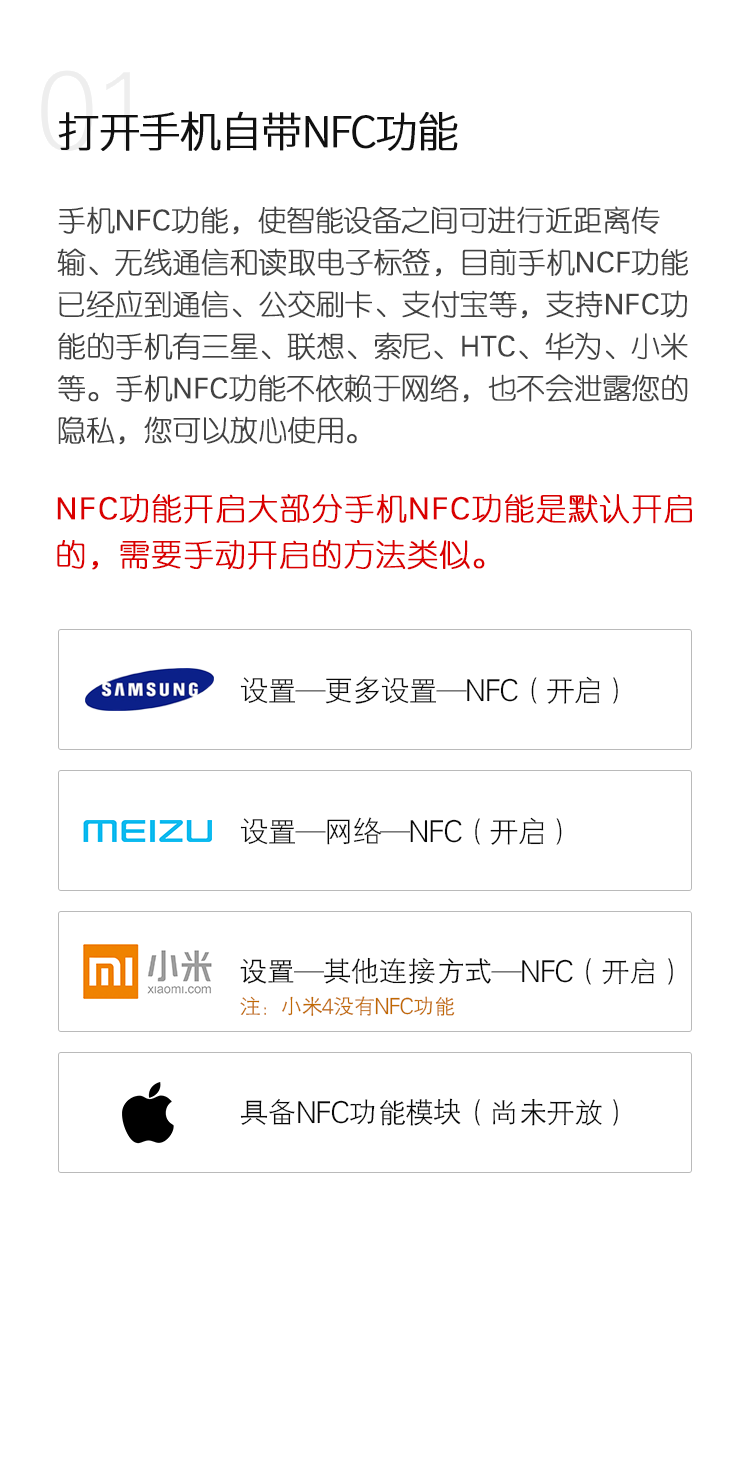 01
打开手机自带NFC功能
手机NFC功能，使智能设备之间可进行近距离传
输、无线通信和读取电子标签，目前手机NCF功能
已经应到通信、公交刷卡、支付宝等，支持NFC功
能的手机有三星、联想、索尼、HTC、华为、小米
等。手机NFC功能不依赖于网络，也不会泄露您的
隐私，您可以放心使用。
NFC功能开启大部分手机NFC功能是默认开启
的，需要手动开启的方法类似。
SAMSUNG 设置—更多设置—NFC（开启）
MEIZU 设置—网络—NFC（开启）
mi 小米 设置—其他连接方式—NFC（开启）
xiaomi.com 注：小米4没有NFC功能
具备NFC功能模块（尚未开放）